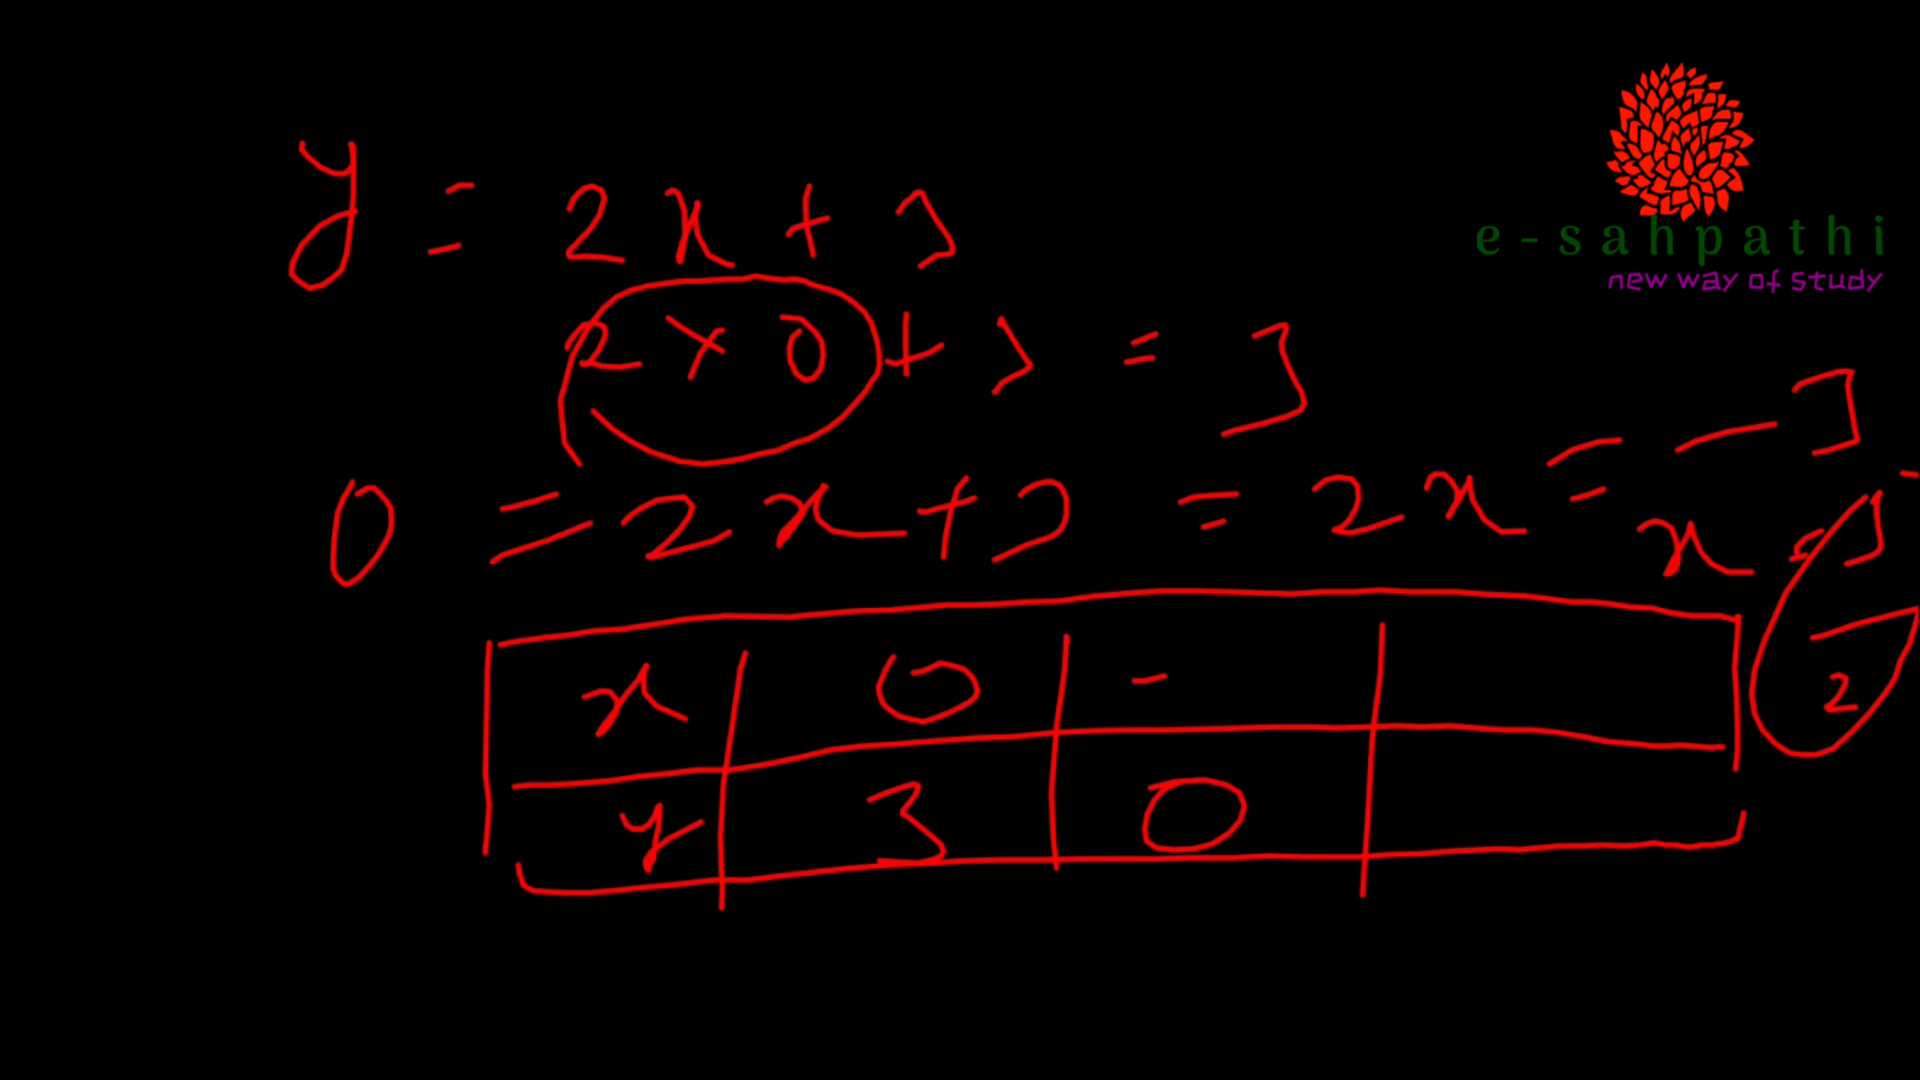 e-sahpathi
new way of study
y = 2x + 3
2 × 0 + 3 = 3
0 = 2x + 3 = 2x = -3
x = -3/2
x 0 -
y 3 0